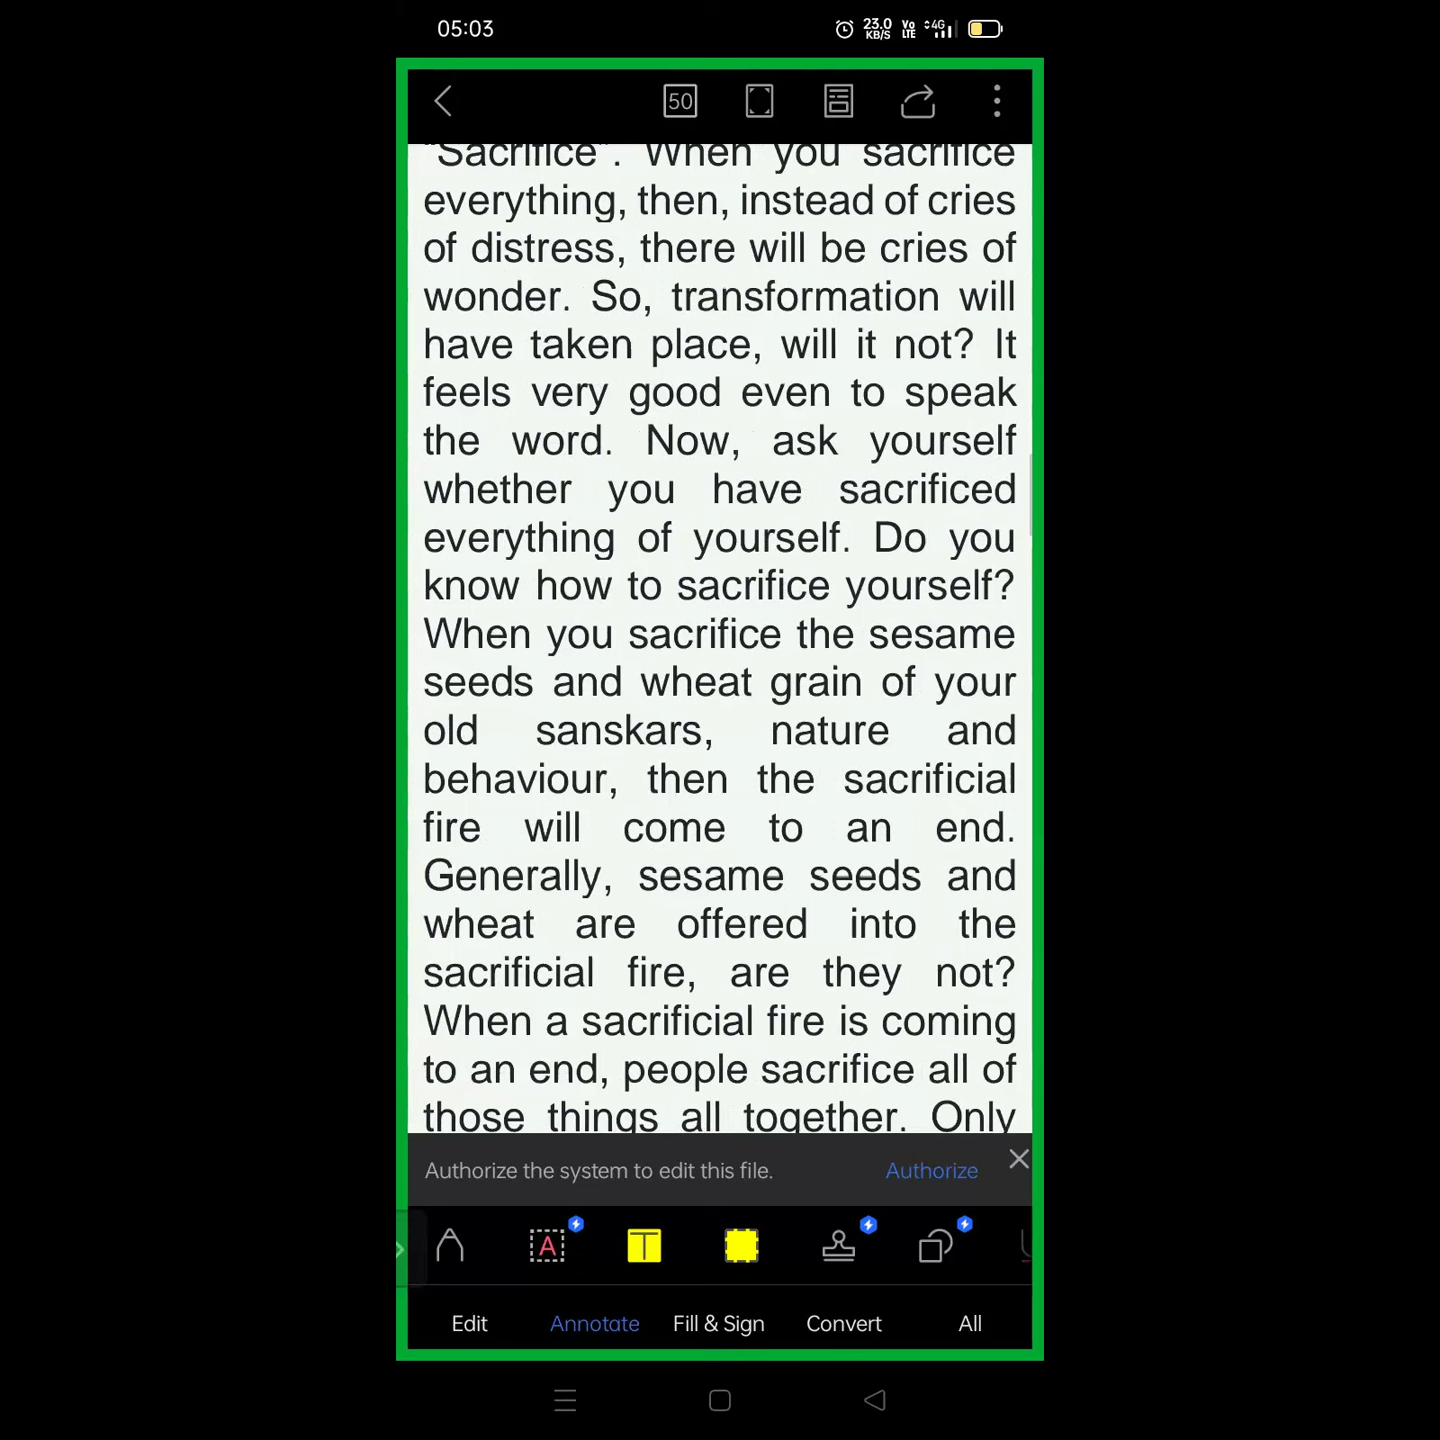 05:03
23.0
KB/S
Vo
LTE
4G
50
"Sacrifice". When you sacrifice
everything, then, instead of cries
of distress, there will be cries of
wonder. So, transformation will
have taken place, will it not? It
feels very good even to speak
the word. Now, ask yourself
whether you have sacrificed
everything of yourself. Do you
know how to sacrifice yourself?
When you sacrifice the sesame
seeds and wheat grain of your
old sanskars, nature and
behaviour, then the sacrificial
fire will come to an end.
Generally, sesame seeds and
wheat are offered into the
sacrificial fire, are they not?
When a sacrificial fire is coming
to an end, people sacrifice all of
those things all together. Only
Authorize the system to edit this file.
Authorize
A
T
Edit
Annotate
Fill & Sign
Convert
All